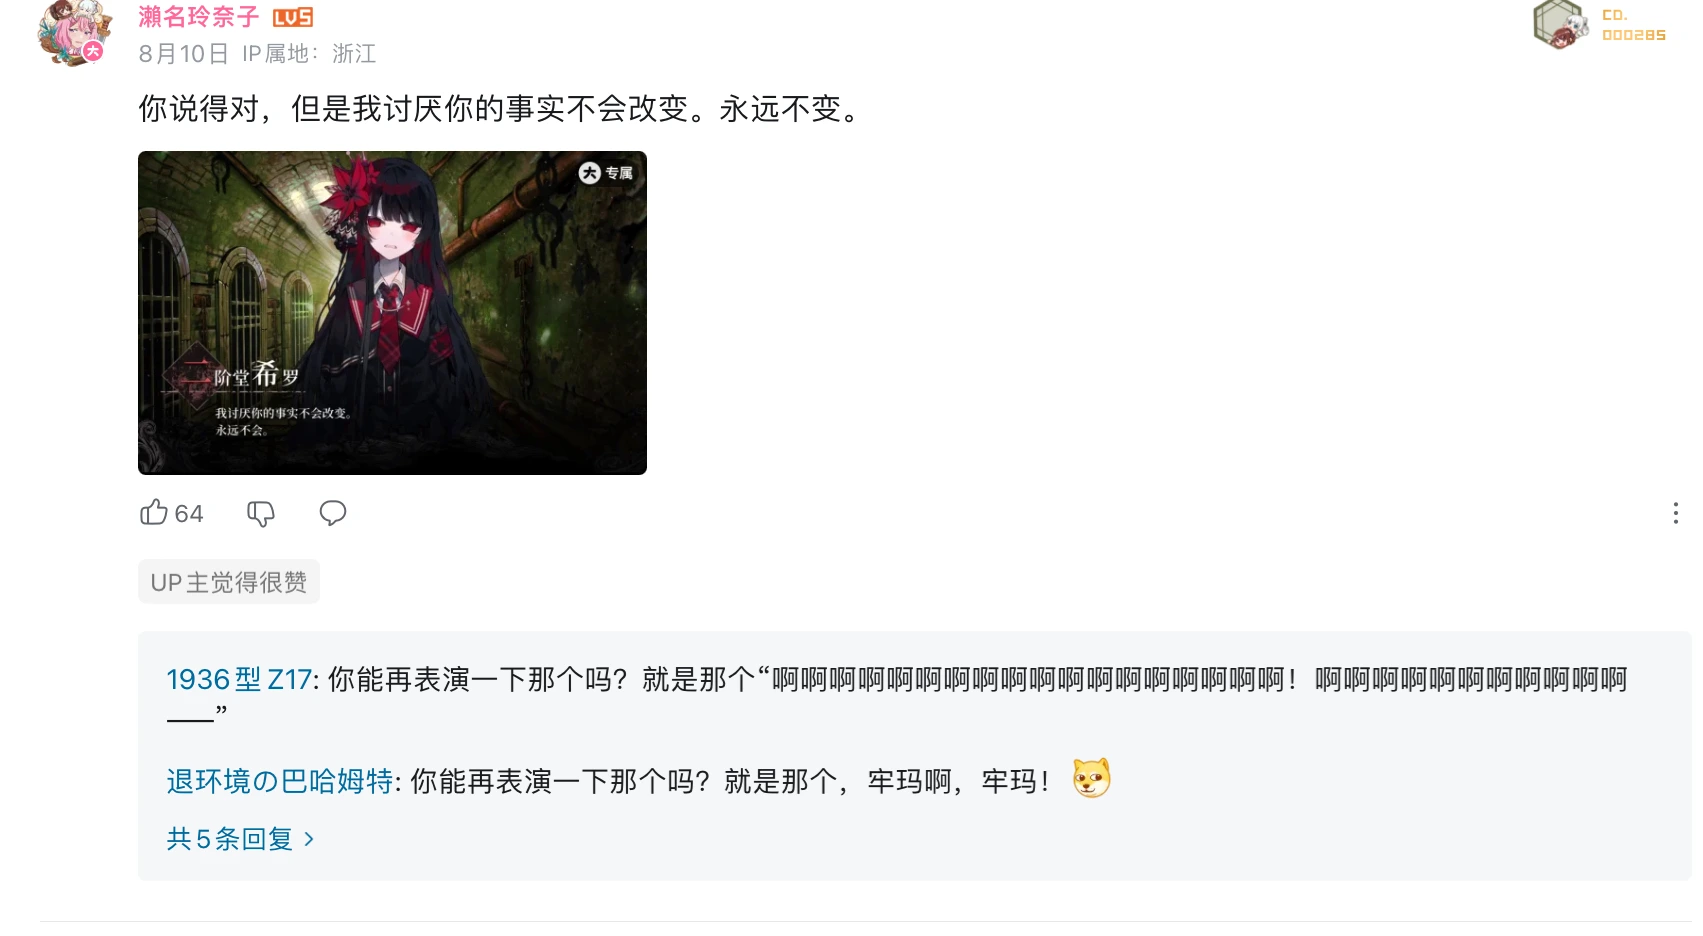 瀬名玲奈子 LV5
CD.
000285
大
8月10日 IP属地：浙江
你说得对，但是我讨厌你的事实不会改变。永远不变。
大 专属
二阶堂希罗
我讨厌你的事实不会改变。
永远不会。
64
UP主觉得很赞
1936型Z17: 你能再表演一下那个吗？就是那个“啊啊啊啊啊啊啊啊啊啊啊啊啊啊啊啊啊啊！啊啊啊啊啊啊啊啊啊啊啊
——”
退环境の巴哈姆特: 你能再表演一下那个吗？就是那个，牢玛啊，牢玛！
共5条回复 >